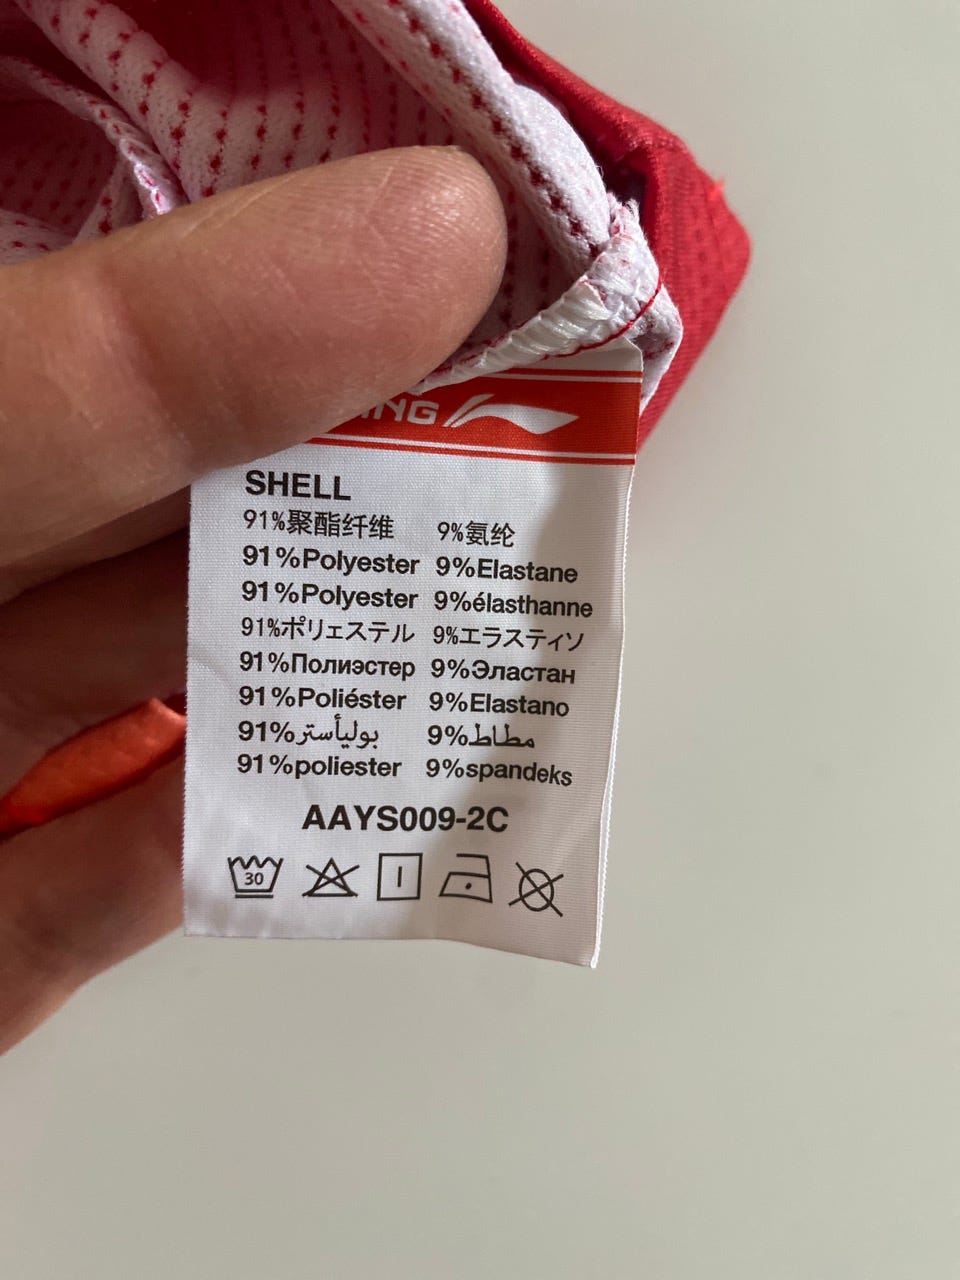 SHELL
91%聚酯纤维 9%氨纶
91%Polyester 9%Elastane
91%Polyester 9%élasthanne
91%ポリェステル 9%エラスティソ
91%Полиэстер 9%Эластан
91%Poliéster 9%Elastano
91%بوليأستر 9%مطاط
91%poliester 9%spandeks
AAYS009-2C
30